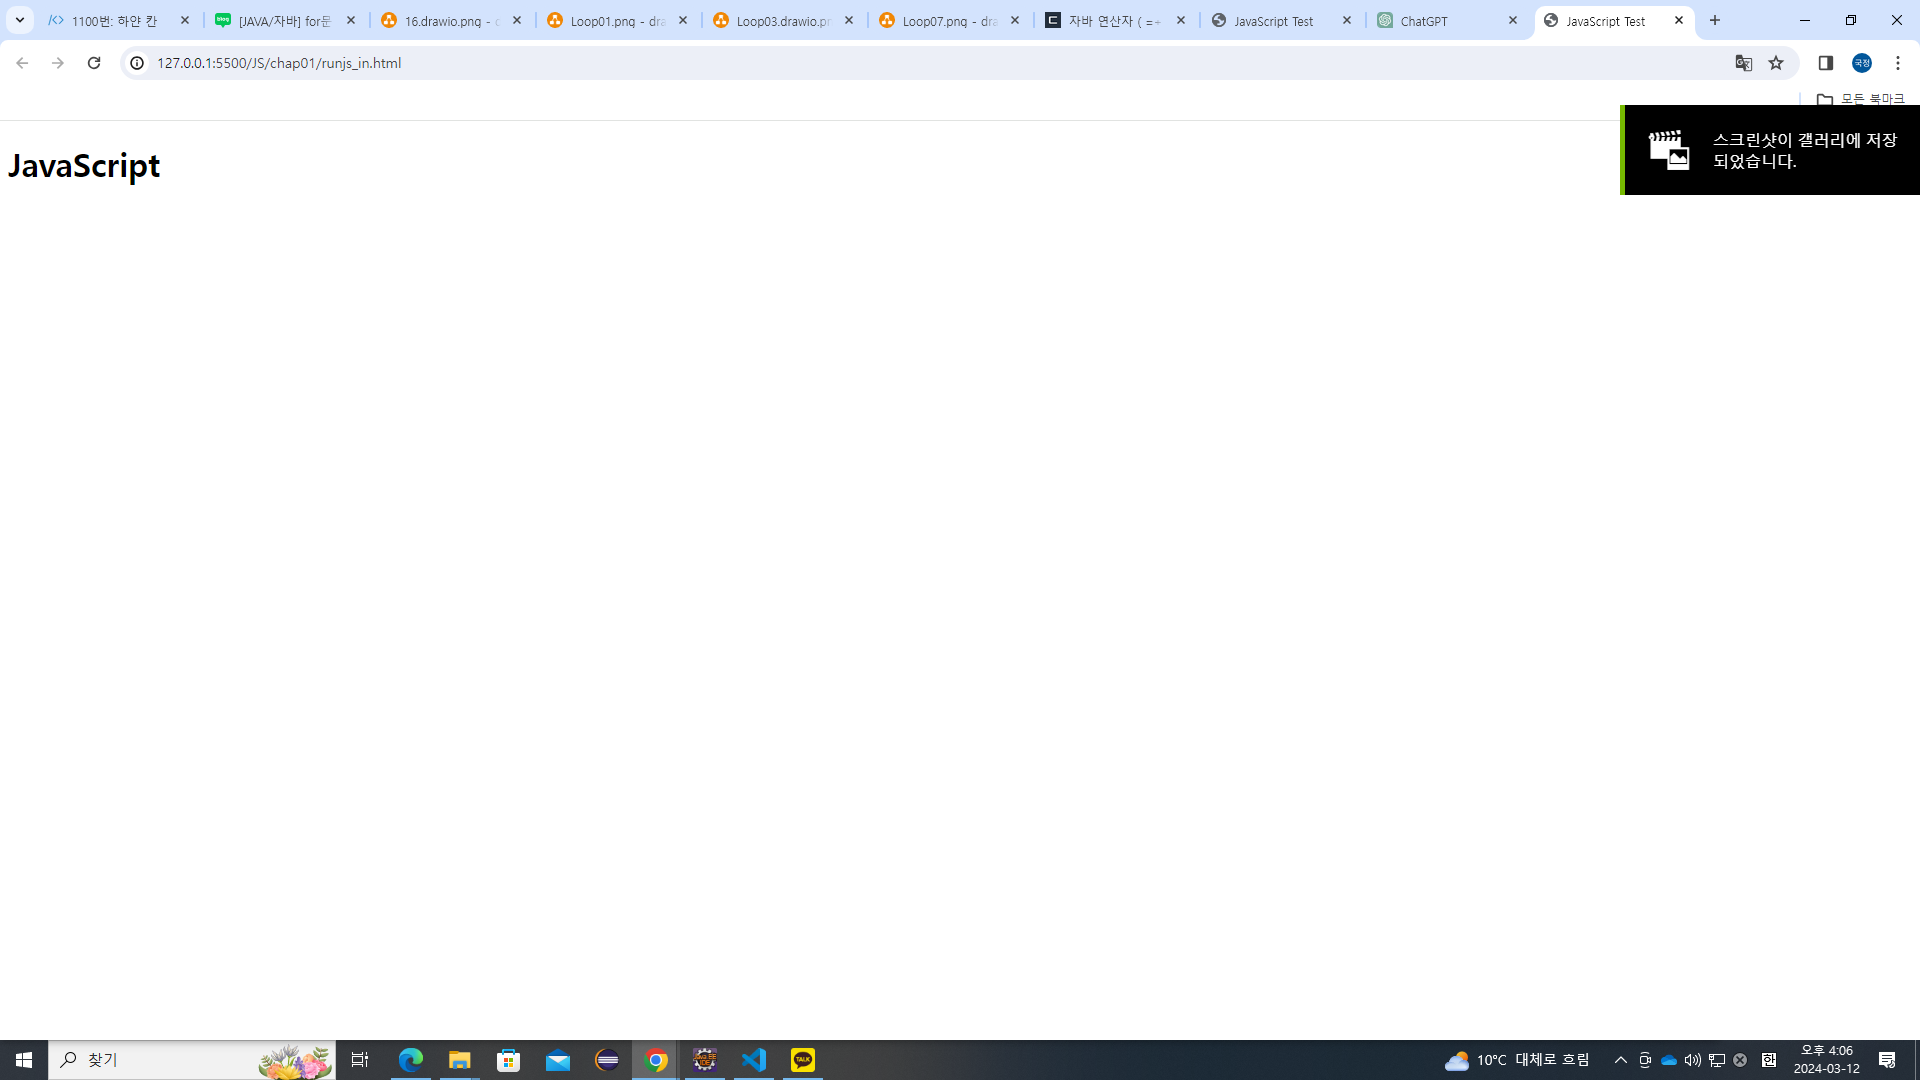 1100번: 하얀 칸
[JAVA/자바] for문
16.drawio.png -
Loop01.png - dra
Loop03.drawio.pn
Loop07.png - dra
자바 연산자 ( =+
JavaScript Test
ChatGPT
JavaScript Test
127.0.0.1:5500/JS/chap01/runjs_in.html
국정
모든 북마크
스크린샷이 갤러리에 저장
되었습니다.
JavaScript
찾기
TALK
10°C 대체로 흐림
한
오후 4:06
2024-03-12